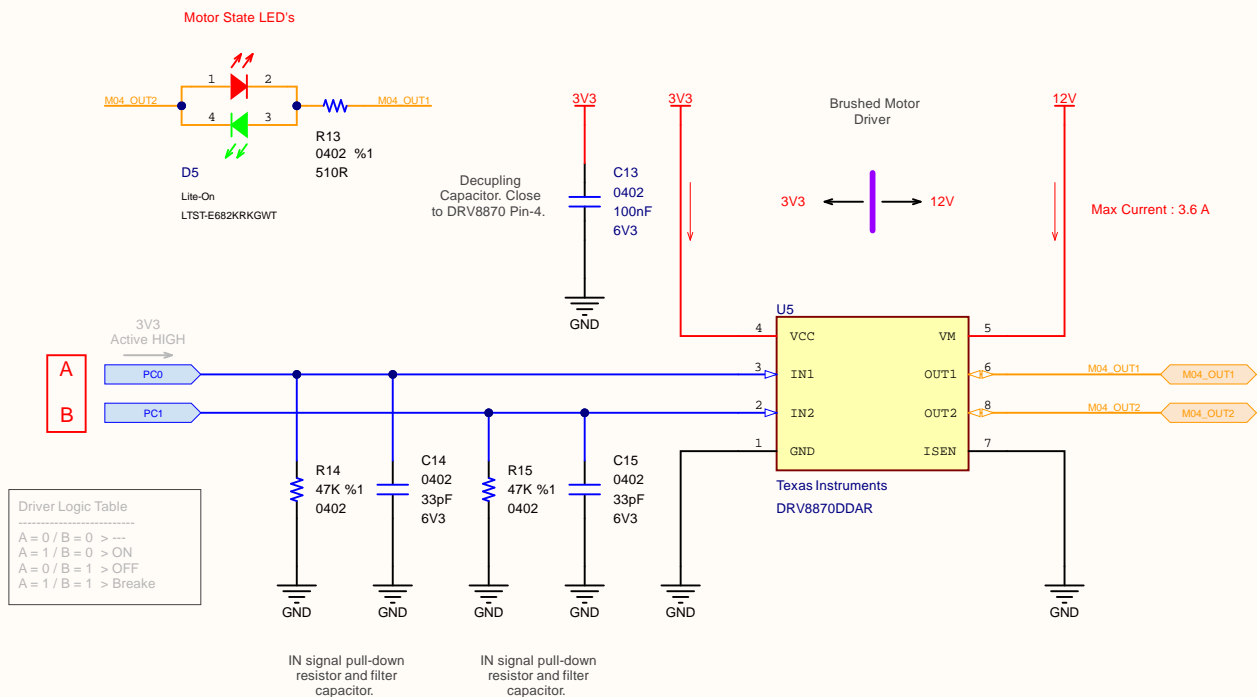 Motor State LED's
1
2
M04_OUT2
M04_OUT1
4
3
R13
0402 %1
510R
D5
Lite-On
LTST-E682KRKGWT
3V3
Decupling
Capacitor. Close
to DRV8870 Pin-4.
C13
0402
100nF
6V3
GND
3V3
Brushed Motor
Driver
3V3
12V
12V
Max Current : 3.6 A
3V3
Active HIGH
A
B
PC0
PC1
U5
4
VCC
VM
5
3
IN1
OUT1
6
M04_OUT1
M04_OUT1
2
IN2
OUT2
8
M04_OUT2
M04_OUT2
1
GND
ISEN
7
Texas Instruments
DRV8870DDAR
R14
47K %1
0402
C14
0402
33pF
6V3
R15
47K %1
0402
C15
0402
33pF
6V3
Driver Logic Table
--------------------------
A = 0 / B = 0 > ---
A = 1 / B = 0 > ON
A = 0 / B = 1 > OFF
A = 1 / B = 1 > Breake
GND
GND
GND
GND
GND
GND
IN signal pull-down
resistor and filter
capacitor.
IN signal pull-down
resistor and filter
capacitor.